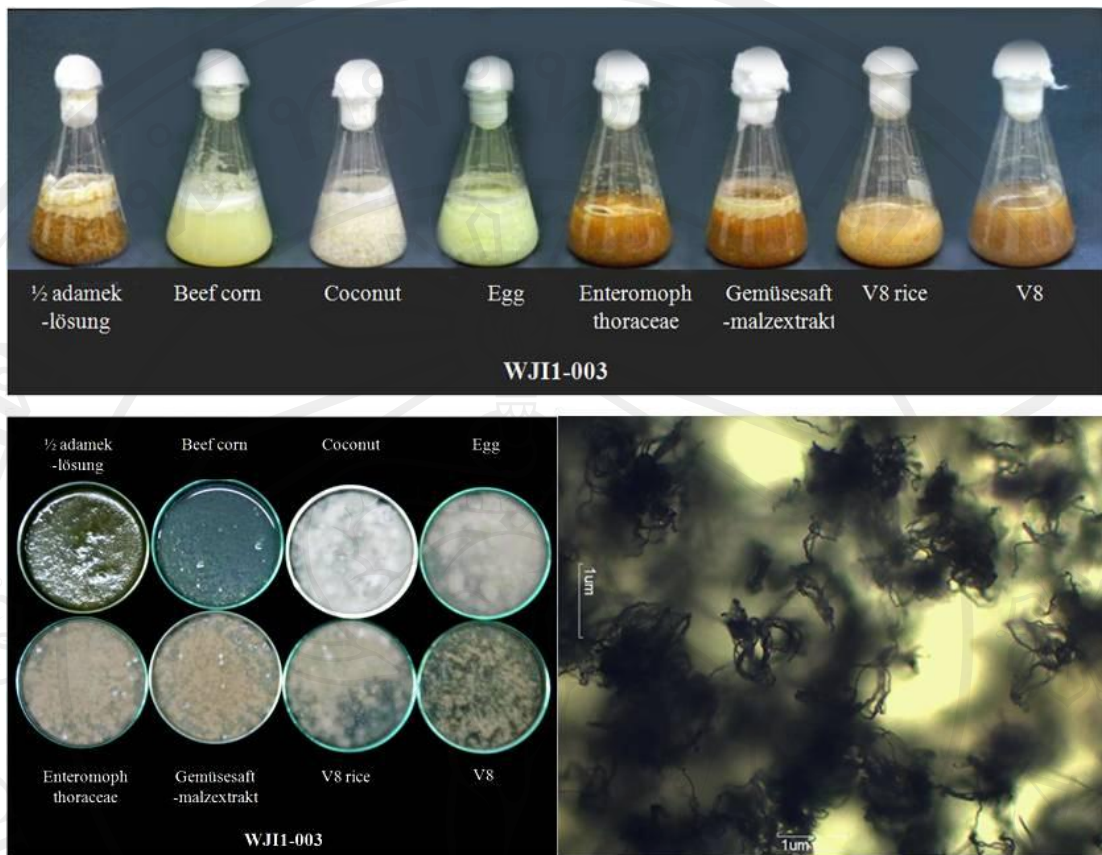 ½ adamek
-lösung
Beef corn
Coconut
Egg
Enteromoph
thoraceae
Gemüsesaft
-malzextrakt
V8 rice
V8
WJI1-003
½ adamek
-lösung
Beef corn
Coconut
Egg
Enteromoph
thoraceae
Gemüsesaft
-malzextrakt
V8 rice
V8
WJI1-003
1um
1um